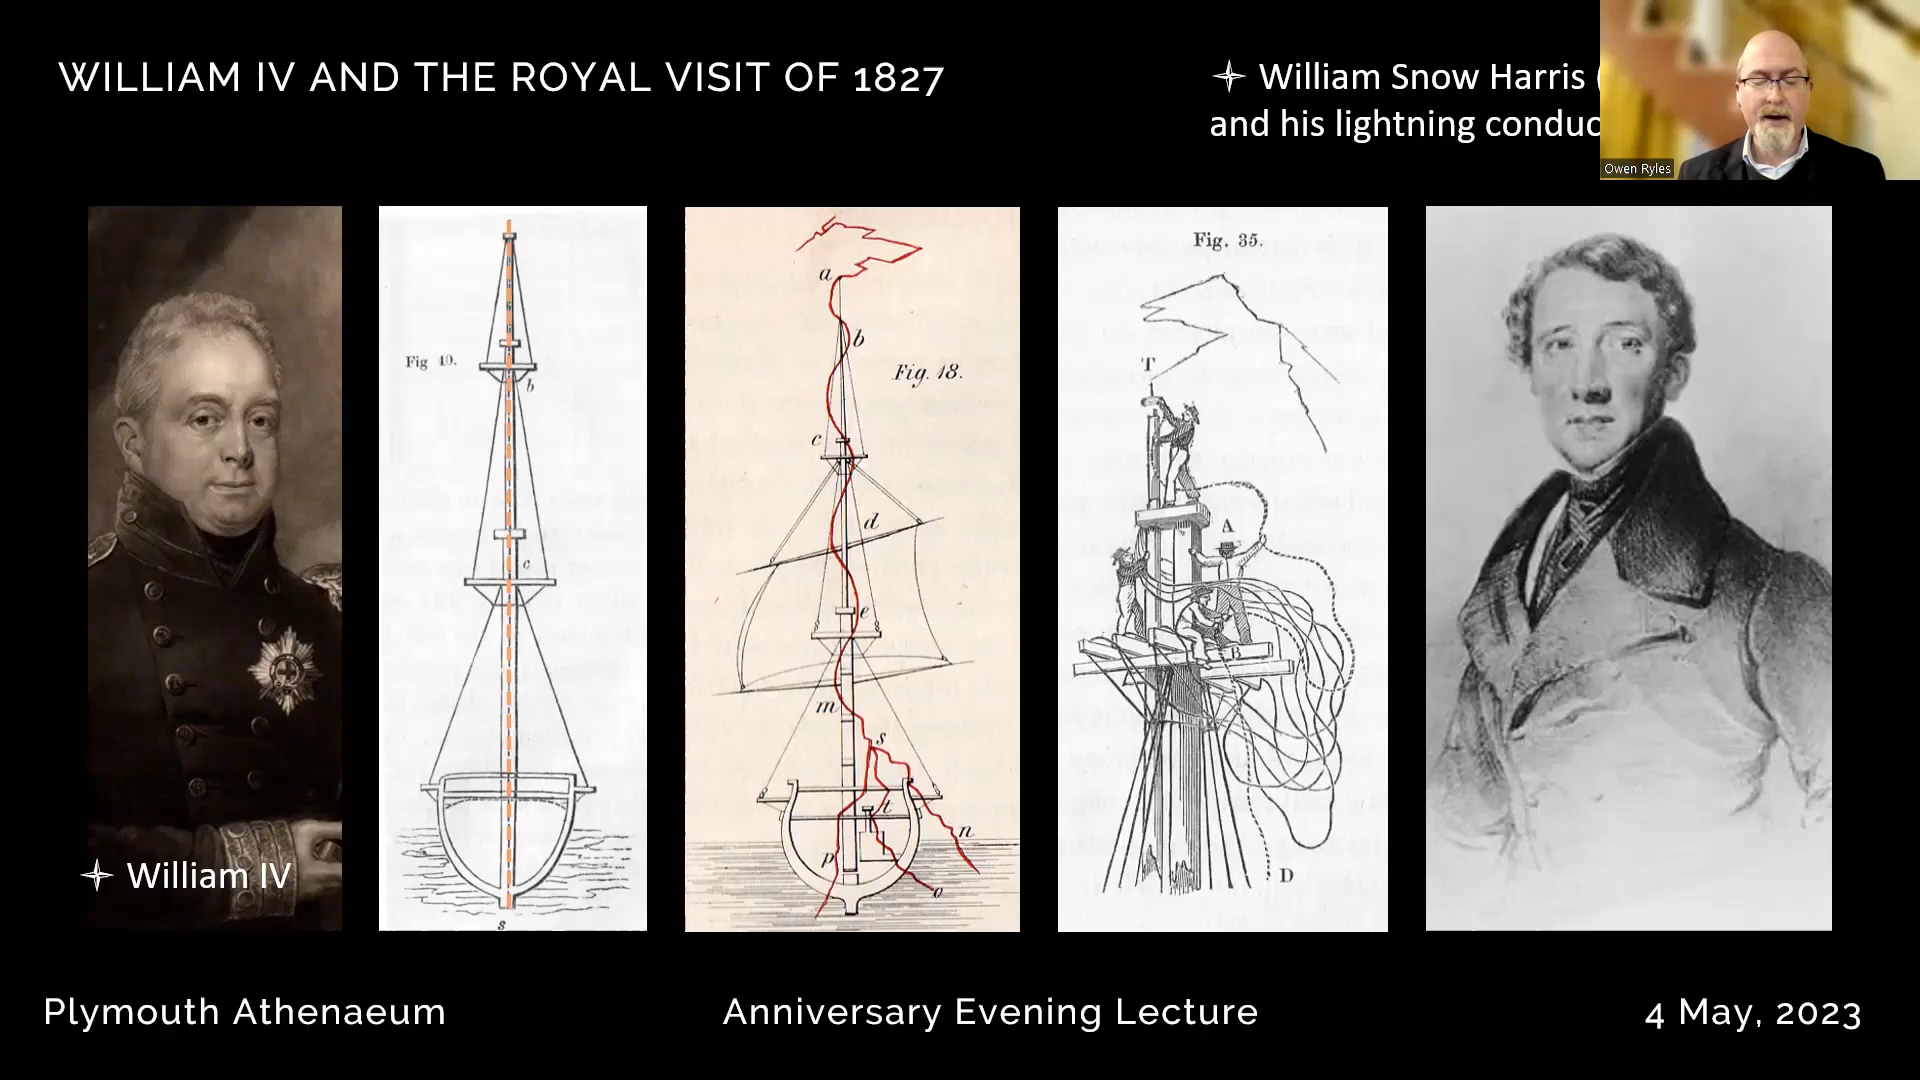 WILLIAM IV AND THE ROYAL VISIT OF 1827
William Snow Harris (
and his lightning conduc
Owen Ryles
Fig 19.
b
c
s
a
b
Fig. 18.
c
d
e
m
s
t
n
p
o
Fig. 35.
T
A
B
D
William IV
Plymouth Athenaeum
Anniversary Evening Lecture
4 May, 2023